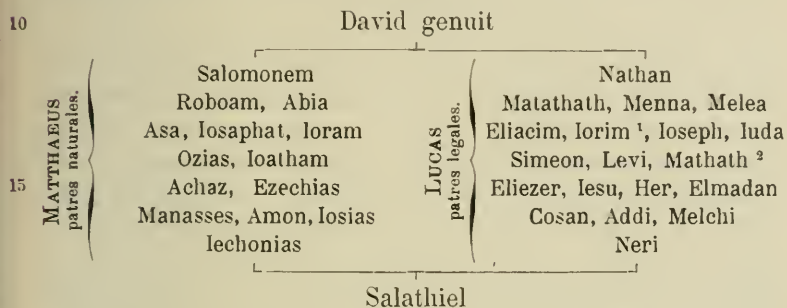 10
David genuit
MATTHAEUS
patres naturales.
Salomonem
Roboam, Abia
Asa, Iosaphat, Ioram
Ozias, Ioatham
15
Achaz, Ezechias
Manasses, Amon, Iosias
Iechonias
LUCAS
patres legales.
Nathan
Matathath, Menna, Melea
Eliacim, Iorim ¹, Ioseph, Iuda
Simeon, Levi, Mathath ²
Eliezer, Iesu, Her, Elmadan
Cosan, Addi, Melchi
Neri
Salathiel